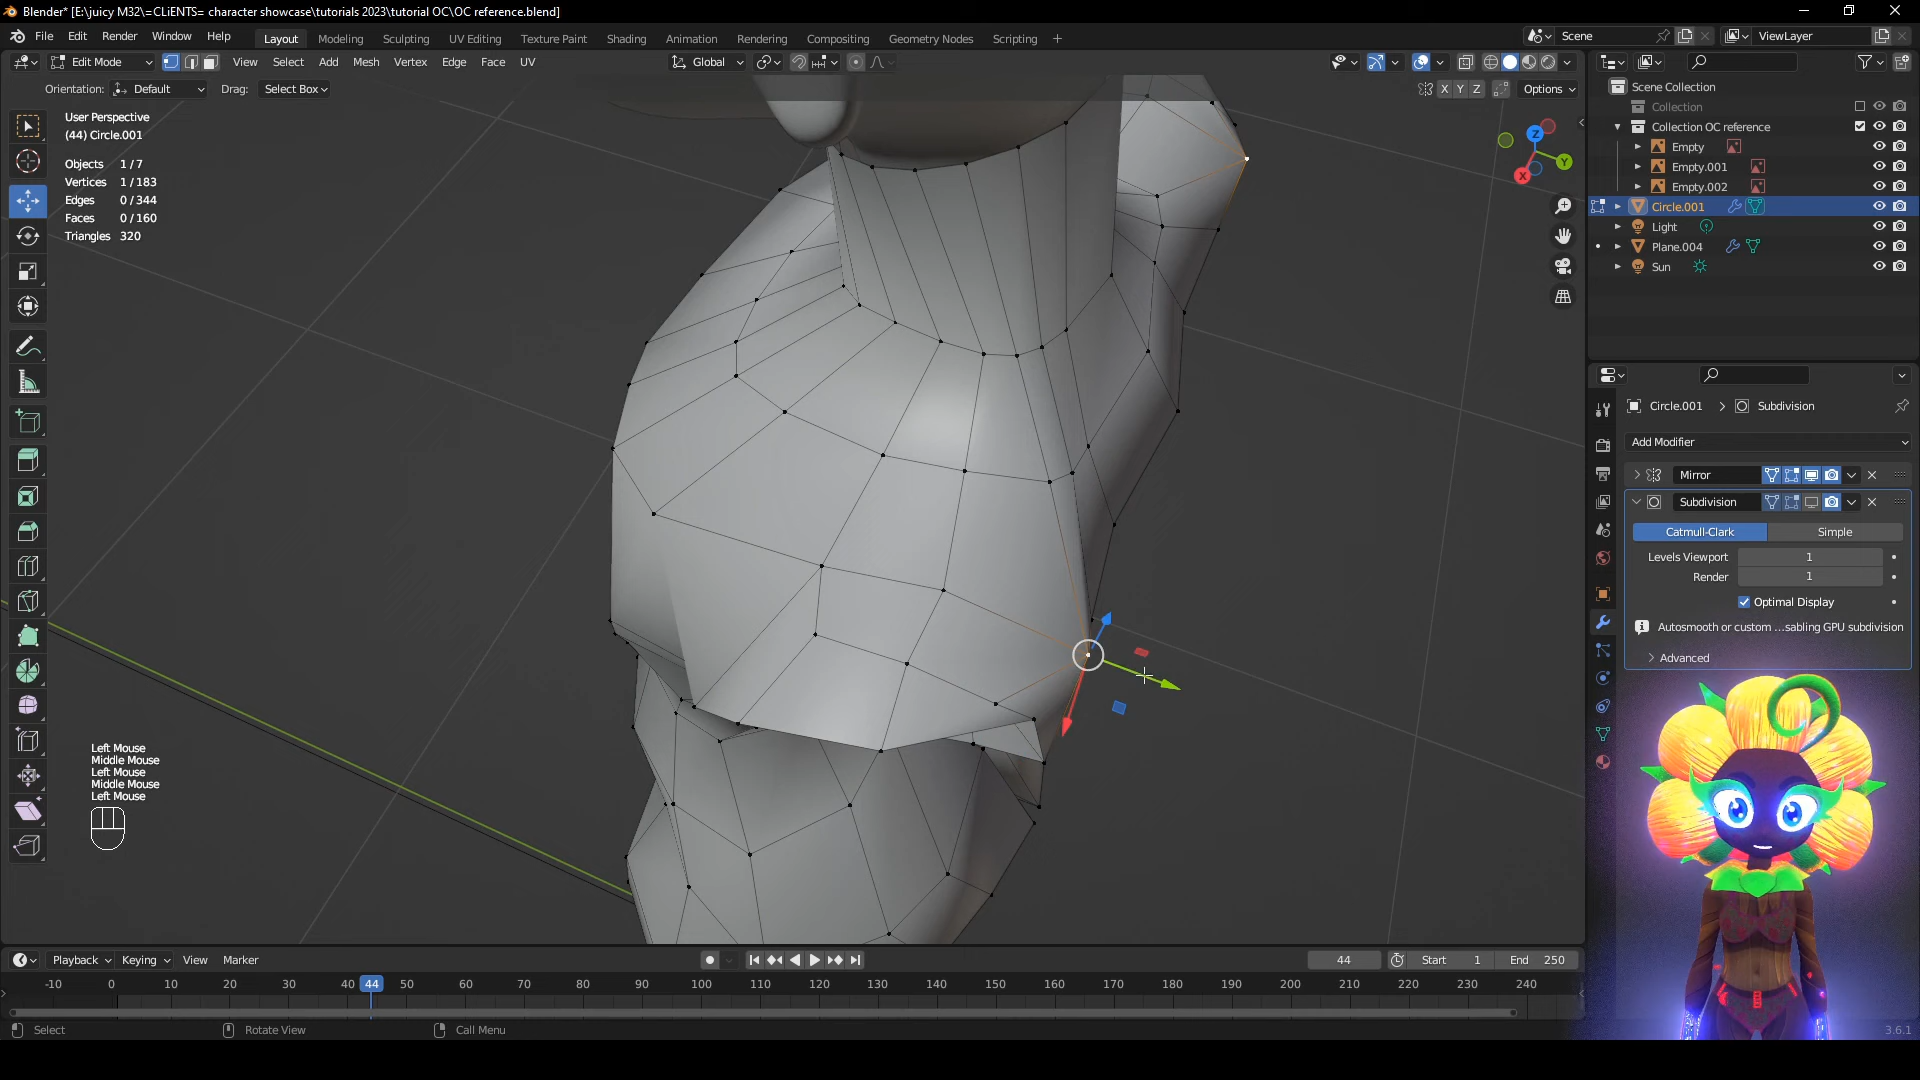 Blender* [E:\juicy M32\=CLiENTS= character showcase\tutorials 2023\tutorial OC\OC reference.blend]
File Edit Render Window Help Layout Modeling Sculpting UV Editing Texture Paint Shading Animation Rendering Compositing Geometry Nodes Scripting + Scene ViewLayer
Edit Mode View Select Add Mesh Vertex Edge Face UV Global
Orientation: Default Drag: Select Box X Y Z Options
User Perspective
(44) Circle.001
Objects 1/7
Vertices 1/183
Edges 0/344
Faces 0/160
Triangles 320
Z
Y
X
Left Mouse
Middle Mouse
Left Mouse
Middle Mouse
Left Mouse
Scene Collection
Collection
Collection OC reference
Empty
Empty.001
Empty.002
Circle.001
Light
Plane.004
Sun
Circle.001 Subdivision
Add Modifier
Mirror
Subdivision
Catmull-Clark Simple
Levels Viewport 1
Render 1
Optimal Display
Autosmooth or custom ...sabling GPU subdivision
Advanced
Playback Keying View Marker 44 Start 1 End 250
-10 0 10 20 30 40 44 50 60 70 80 90 100 110 120 130 140 150 160 170 180 190 200 210 220 230 240
Select Rotate View Call Menu 3.6.1